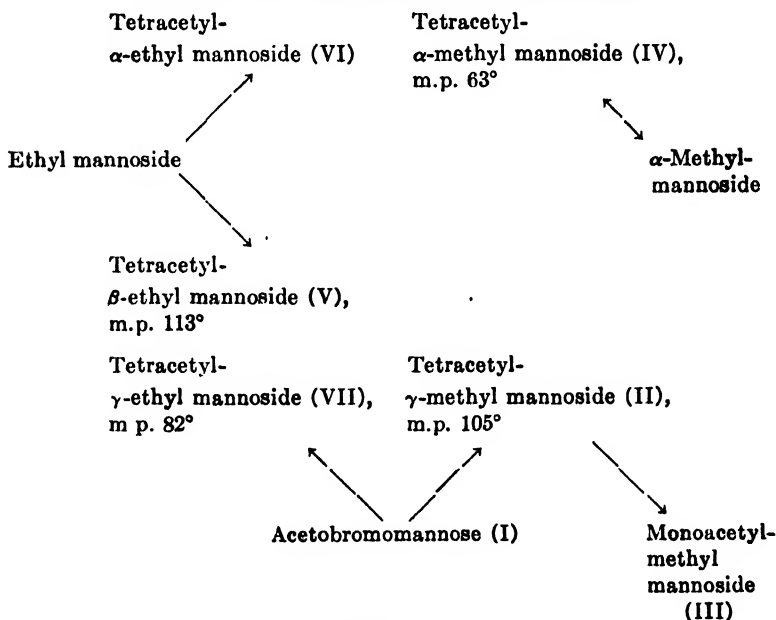 Tetracetyl-
α-ethyl mannoside (VI)
Tetracetyl-
α-methyl mannoside (IV),
m.p. 63°
Ethyl mannoside
α-Methyl-
mannoside
Tetracetyl-
β-ethyl mannoside (V),
m.p. 113°
Tetracetyl-
γ-ethyl mannoside (VII),
m p. 82°
Tetracetyl-
γ-methyl mannoside (II),
m.p. 105°
Acetobromomannose (I)
Monoacetyl-
methyl
mannoside
(III)